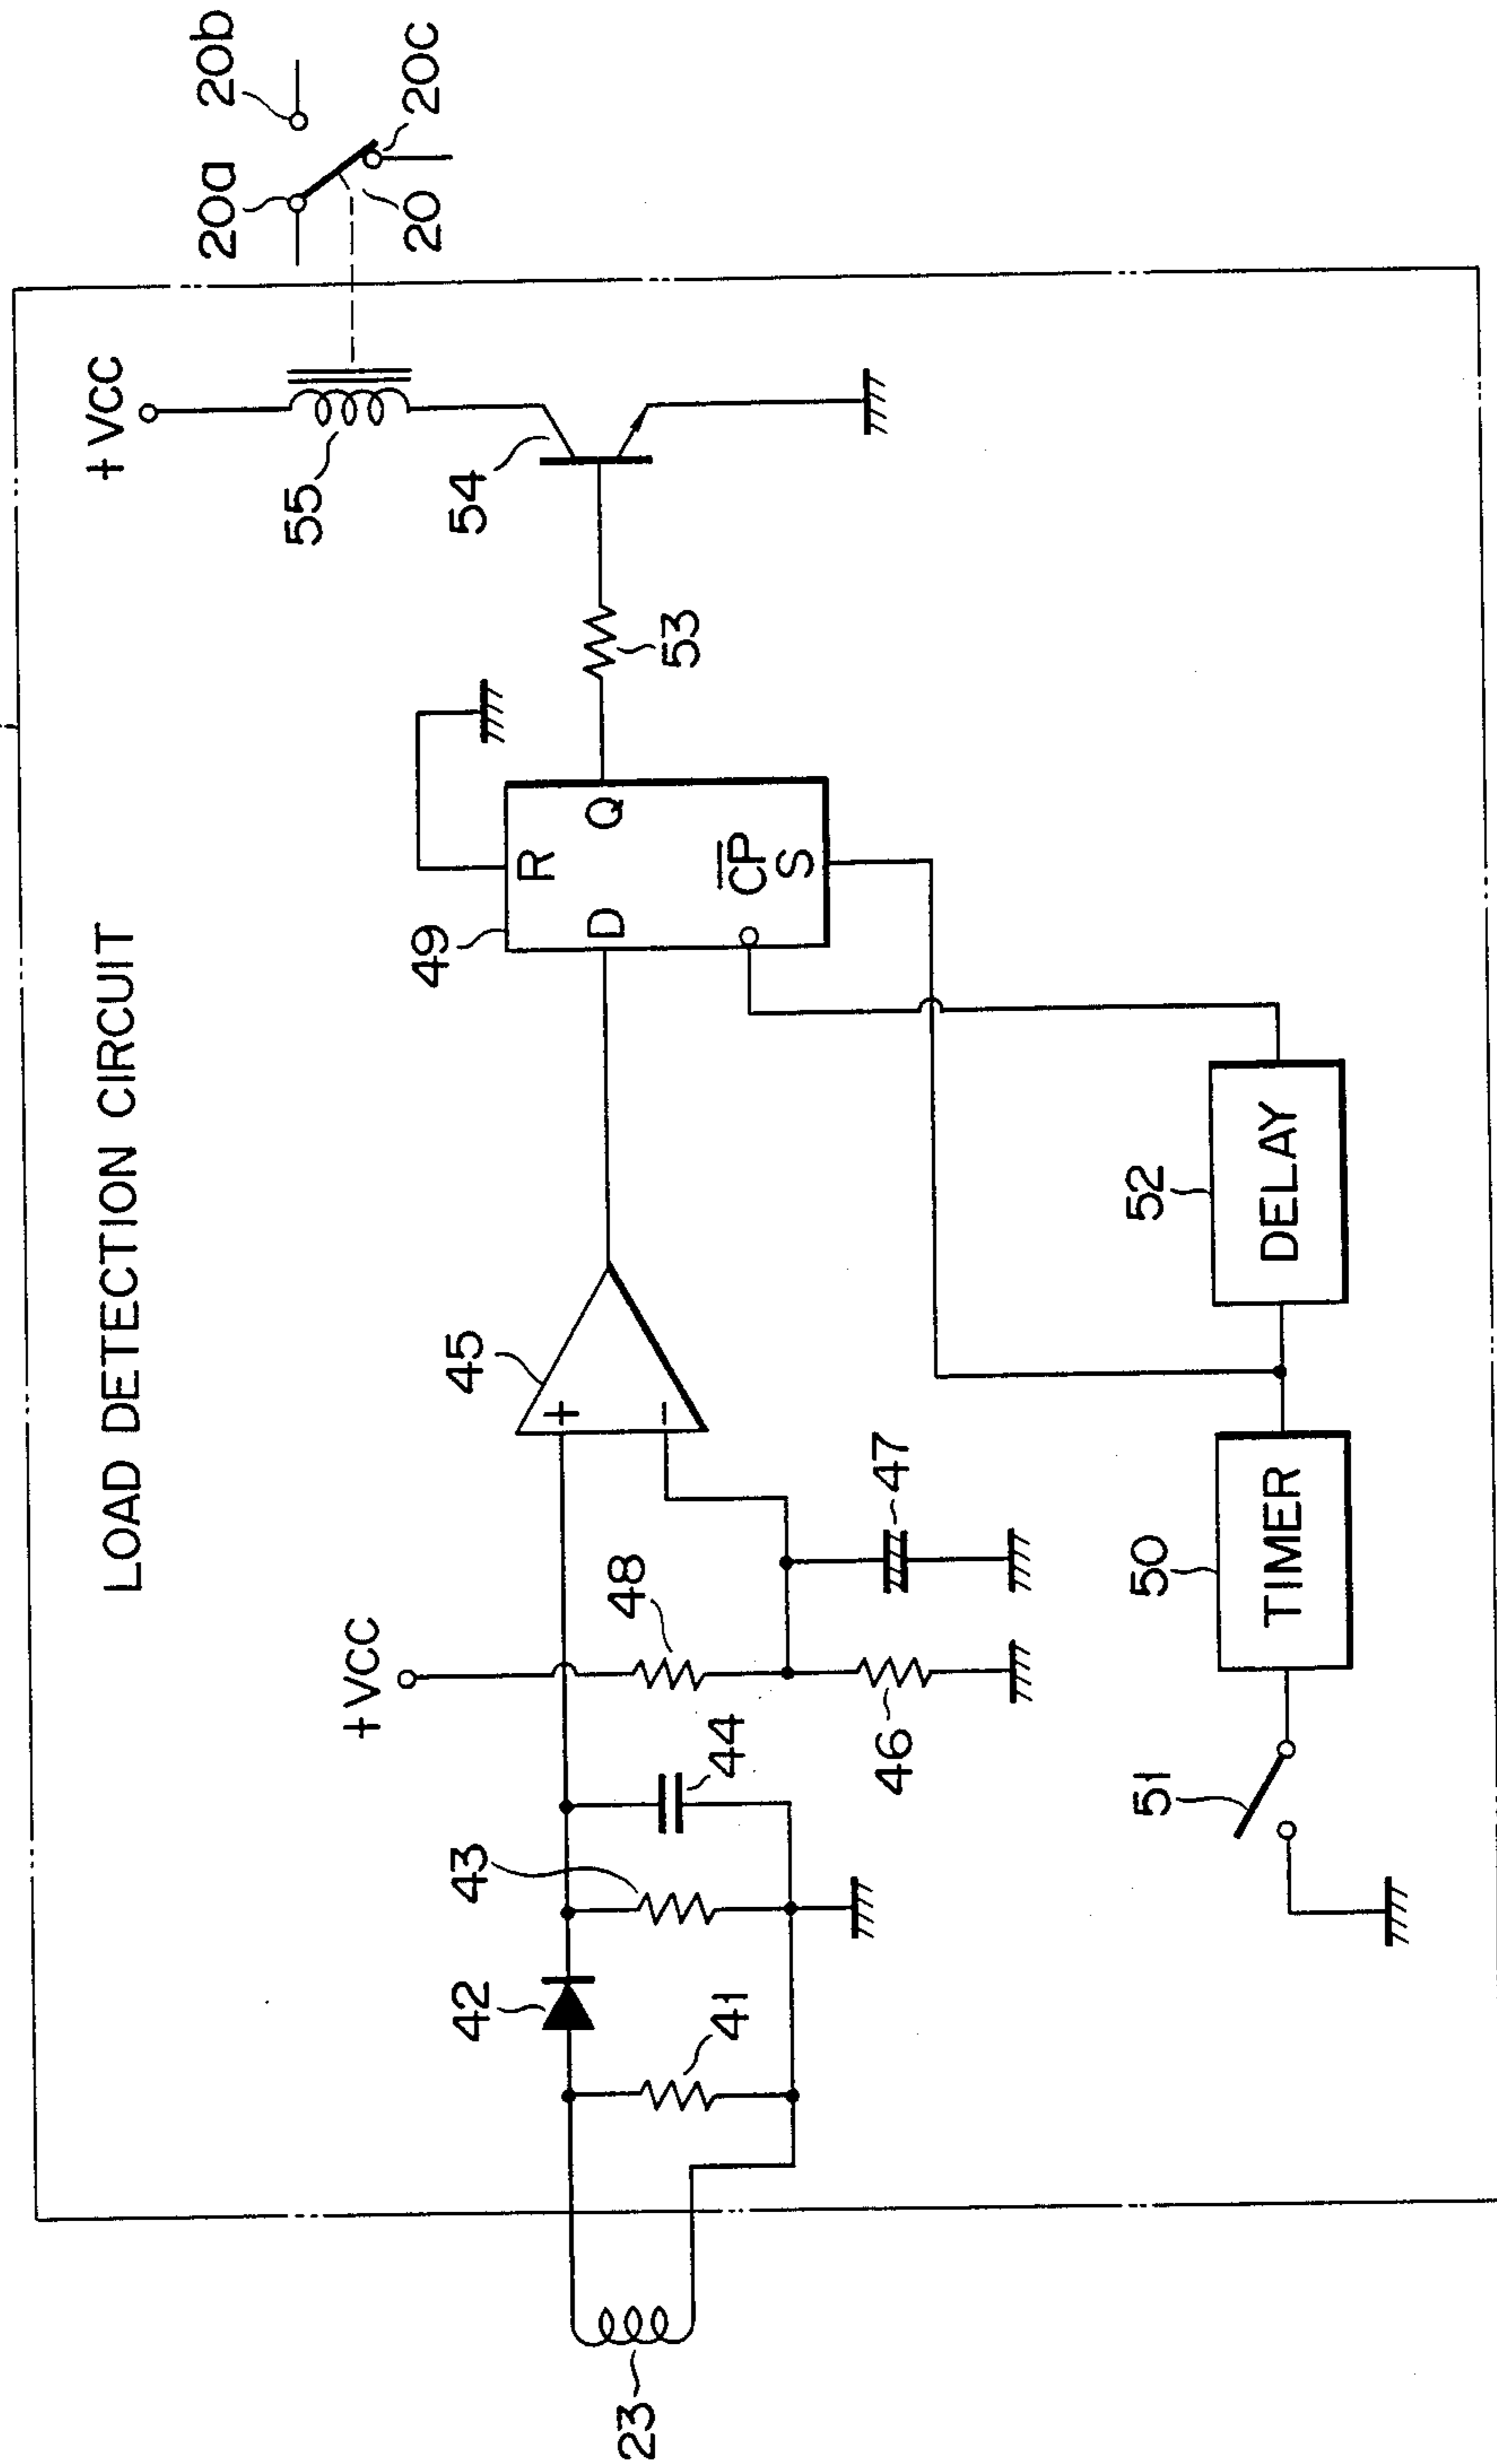 LOAD DETECTION CIRCUIT
20a
20b
20
20c
+VCC
55
54
53
49
R
D
Q
CP
S
45
+
-
+VCC
48
47
46
44
43
42
41
23
52
DELAY
50
TIMER
51